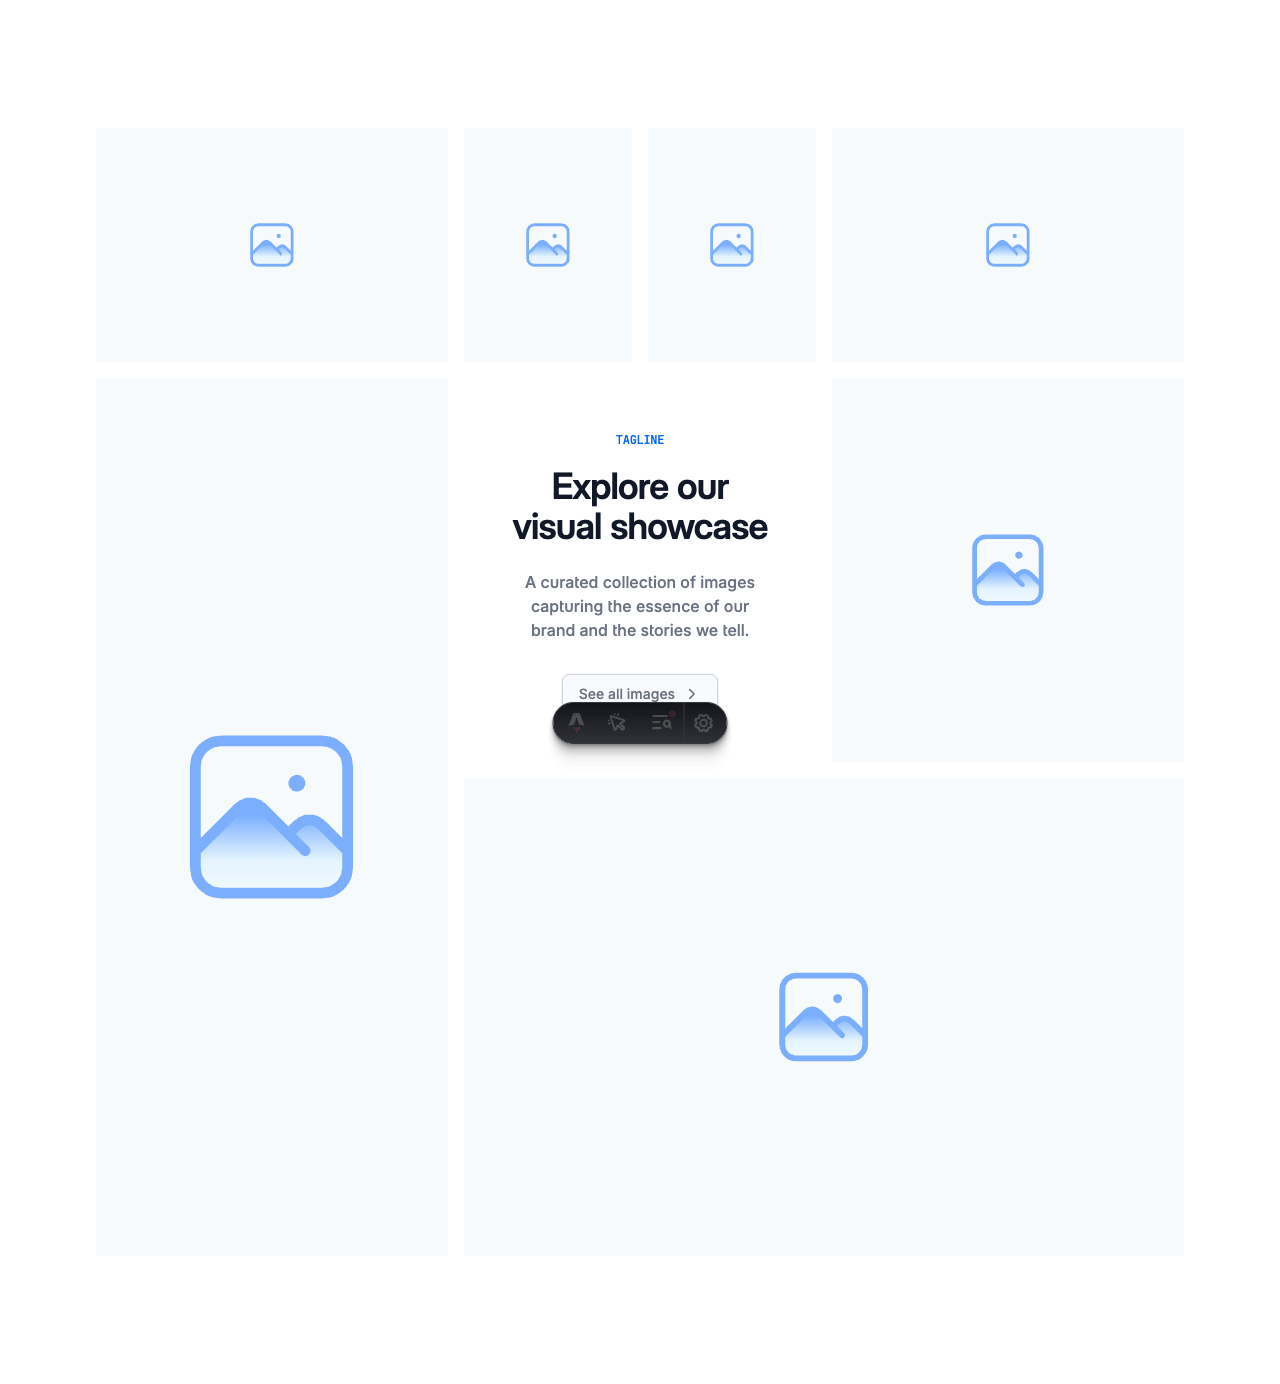 TAGLINE
Explore our
visual showcase
A curated collection of images
capturing the essence of our
brand and the stories we tell.
See all images